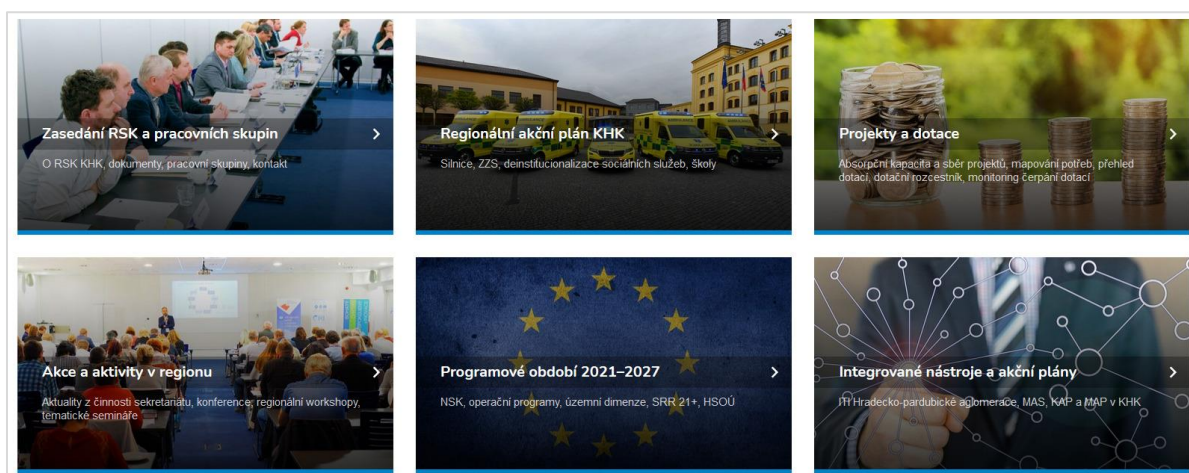 Zasedání RSK a pracovních skupin
O RSK KHK, dokumenty, pracovní skupiny, kontakt
Regionální akční plán KHK
Silnice, ZZS, deinstitucionalizace sociálních služeb, školy
Projekty a dotace
Absorpční kapacita a sběr projektů, mapování potřeb, přehled
dotací, dotační rozcestník, monitoring čerpání dotací
Akce a aktivity v regionu
Aktuality z činnosti sekretariátu, konference, regionální workshopy,
tematické semináře
Programové období 2021–2027
NSK, operační programy, územní dimenze, SRR 21+, HSOÚ
Integrované nástroje a akční plány
ITI Hradecko-pardubické aglomerace, MAS, KAP a MAP v KHK